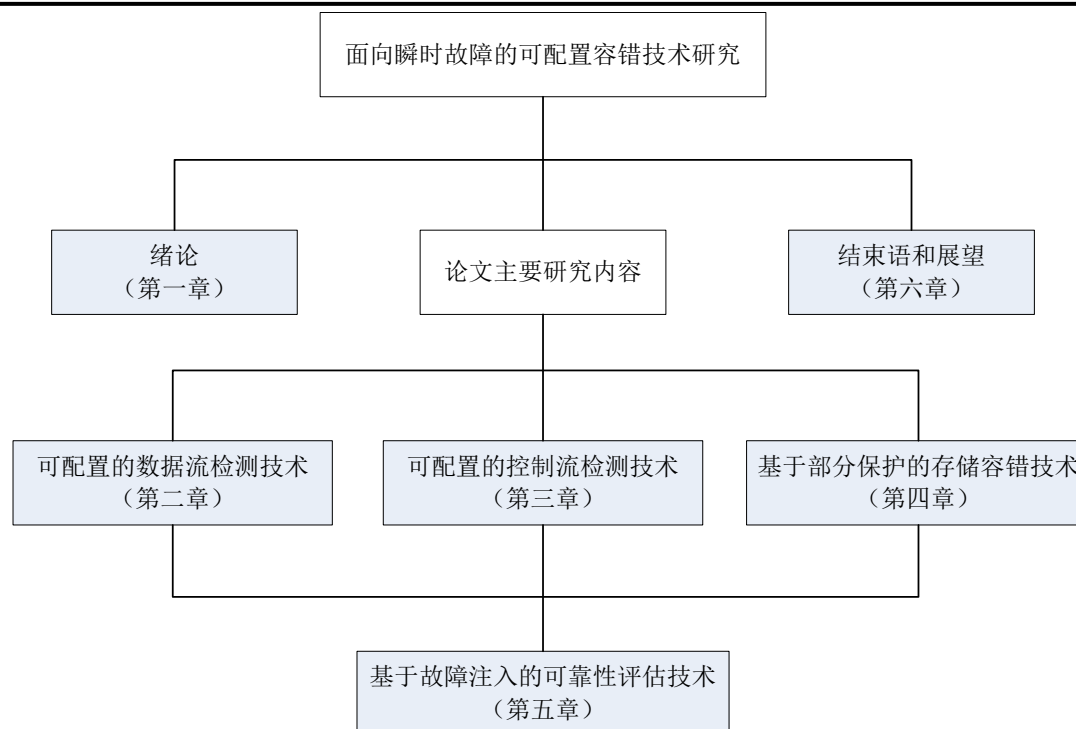 面向瞬时故障的可配置容错技术研究
绪论
（第一章）
论文主要研究内容
结束语和展望
（第六章）
可配置的数据流检测技术
（第二章）
可配置的控制流检测技术
（第三章）
基于部分保护的存储容错技术
（第四章）
基于故障注入的可靠性评估技术
（第五章）